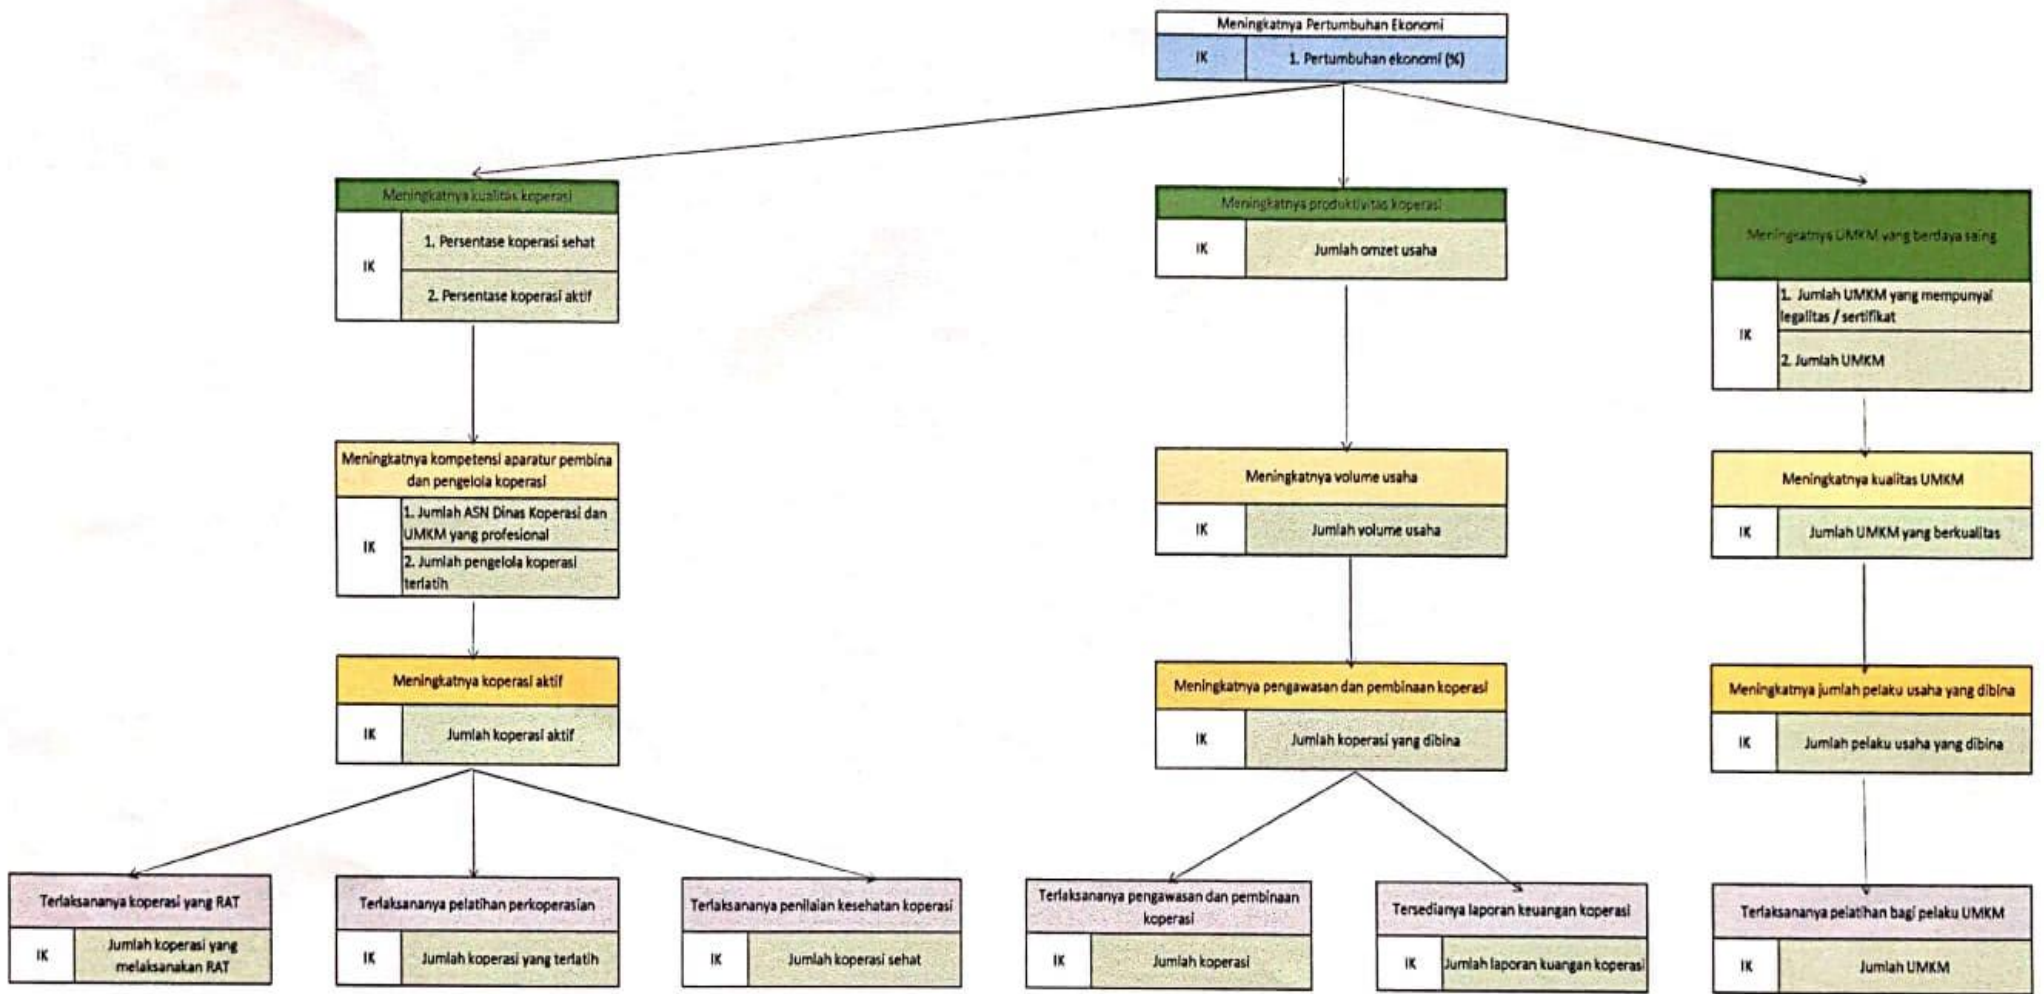 Meningkatnya Pertumbuhan Ekonomi
IK
1. Pertumbuhan ekonomi (%)
Meningkatnya kualitas koperasi
IK
1. Persentase koperasi sehat
2. Persentase koperasi aktif
Meningkatnya produktivitas koperasi
IK
Jumlah omzet usaha
Meningkatnya UMKM yang berdaya saing
IK
1. Jumlah UMKM yang mempunyai
legalitas / sertifikat
2. Jumlah UMKM
Meningkatnya kompetensi aparatur pembina
dan pengelola koperasi
IK
1. Jumlah ASN Dinas Koperasi dan
UMKM yang profesional
2. Jumlah pengelola koperasi
terlatih
Meningkatnya volume usaha
IK
Jumlah volume usaha
Meningkatnya kualitas UMKM
IK
Jumlah UMKM yang berkualitas
Meningkatnya koperasi aktif
IK
Jumlah koperasi aktif
Meningkatnya pengawasan dan pembinaan koperasi
IK
Jumlah koperasi yang dibina
Meningkatnya jumlah pelaku usaha yang dibina
IK
Jumlah pelaku usaha yang dibina
Terlaksananya koperasi yang RAT
IK
Jumlah koperasi yang
melaksanakan RAT
Terlaksananya pelatihan perkoperasian
IK
Jumlah koperasi yang terlatih
Terlaksananya penilaian kesehatan koperasi
IK
Jumlah koperasi sehat
Terlaksananya pengawasan dan pembinaan
koperasi
IK
Jumlah koperasi
Tersedianya laporan keuangan koperasi
IK
Jumlah laporan kuangan koperasi
Terlaksananya pelatihan bagi pelaku UMKM
IK
Jumlah UMKM